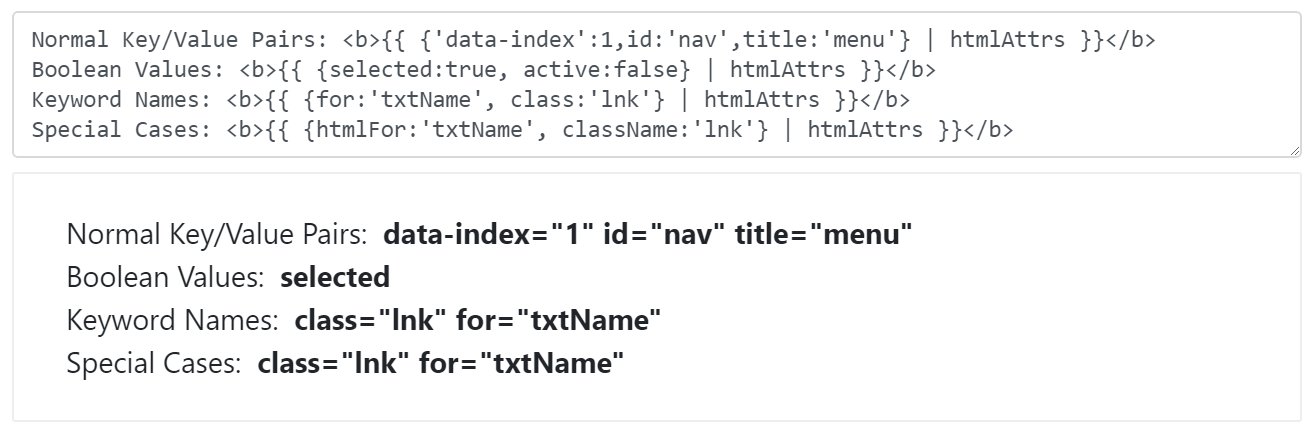 Normal Key/Value Pairs: <b>{{ {'data-index':1,id:'nav',title:'menu'} | htmlAttrs }}</b>
Boolean Values: <b>{{ {selected:true, active:false} | htmlAttrs }}</b>
Keyword Names: <b>{{ {for:'txtName', class:'lnk'} | htmlAttrs }}</b>
Special Cases: <b>{{ {htmlFor:'txtName', className:'lnk'} | htmlAttrs }}</b>
Normal Key/Value Pairs: data-index="1" id="nav" title="menu"
Boolean Values: selected
Keyword Names: class="lnk" for="txtName"
Special Cases: class="lnk" for="txtName"